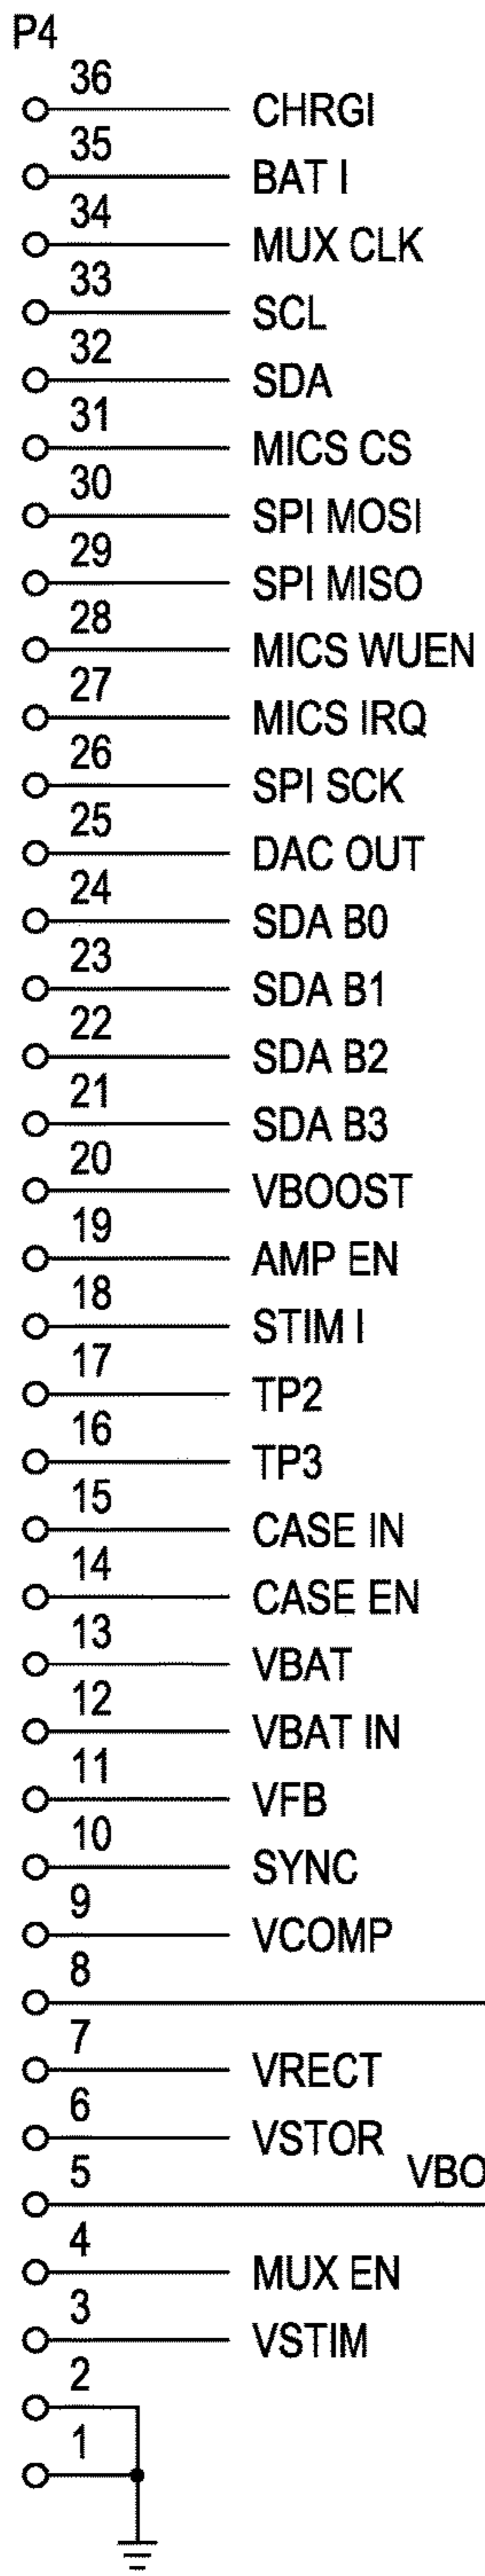 P4
36 CHRGI
35 BAT I
34 MUX CLK
33 SCL
32 SDA
31 MICS CS
30 SPI MOSI
29 SPI MISO
28 MICS WUEN
27 MICS IRQ
26 SPI SCK
25 DAC OUT
24 SDA B0
23 SDA B1
22 SDA B2
21 SDA B3
20 VBOOST
19 AMP EN
18 STIM I
17 TP2
16 TP3
15 CASE IN
14 CASE EN
13 VBAT
12 VBAT IN
11 VFB
10 SYNC
9 VCOMP
8
7 VRECT
6 VSTOR
5 VBO
4 MUX EN
3 VSTIM
2
1